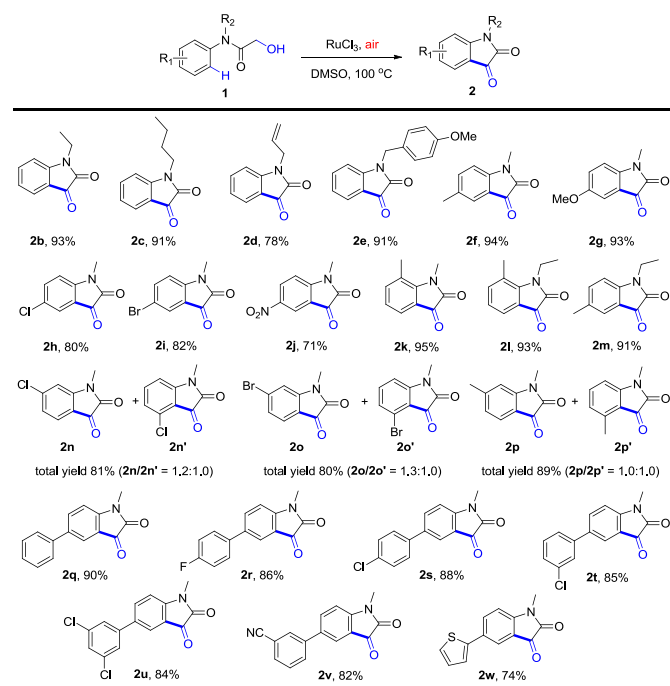 R₂ R₂
N OH RuCl₃, air N O
R₁ H O DMSO, 100 °C R₁ O
1 2
N O O N O O N O O N O O OMe N O O MeO N O O
2b, 93% 2c, 91% 2d, 78% 2e, 91% 2f, 94% 2g, 93%
Cl N O O Br N O O O₂N N O O N O O N O O N O O
2h, 80% 2i, 82% 2j, 71% 2k, 95% 2l, 93% 2m, 91%
Cl N O O + N O O Cl Br N O O + N O O Br N O O + N O O
2n 2n' 2o 2o' 2p 2p'
total yield 81% (2n/2n' = 1.2:1.0) total yield 80% (2o/2o' = 1.3:1.0) total yield 89% (2p/2p' = 1.0:1.0)
N O O F N O O Cl N O O Cl N O O
2q, 90% 2r, 86% 2s, 88% 2t, 85%
Cl Cl N O O NC N O O S N O O
2u, 84% 2v, 82% 2w, 74%